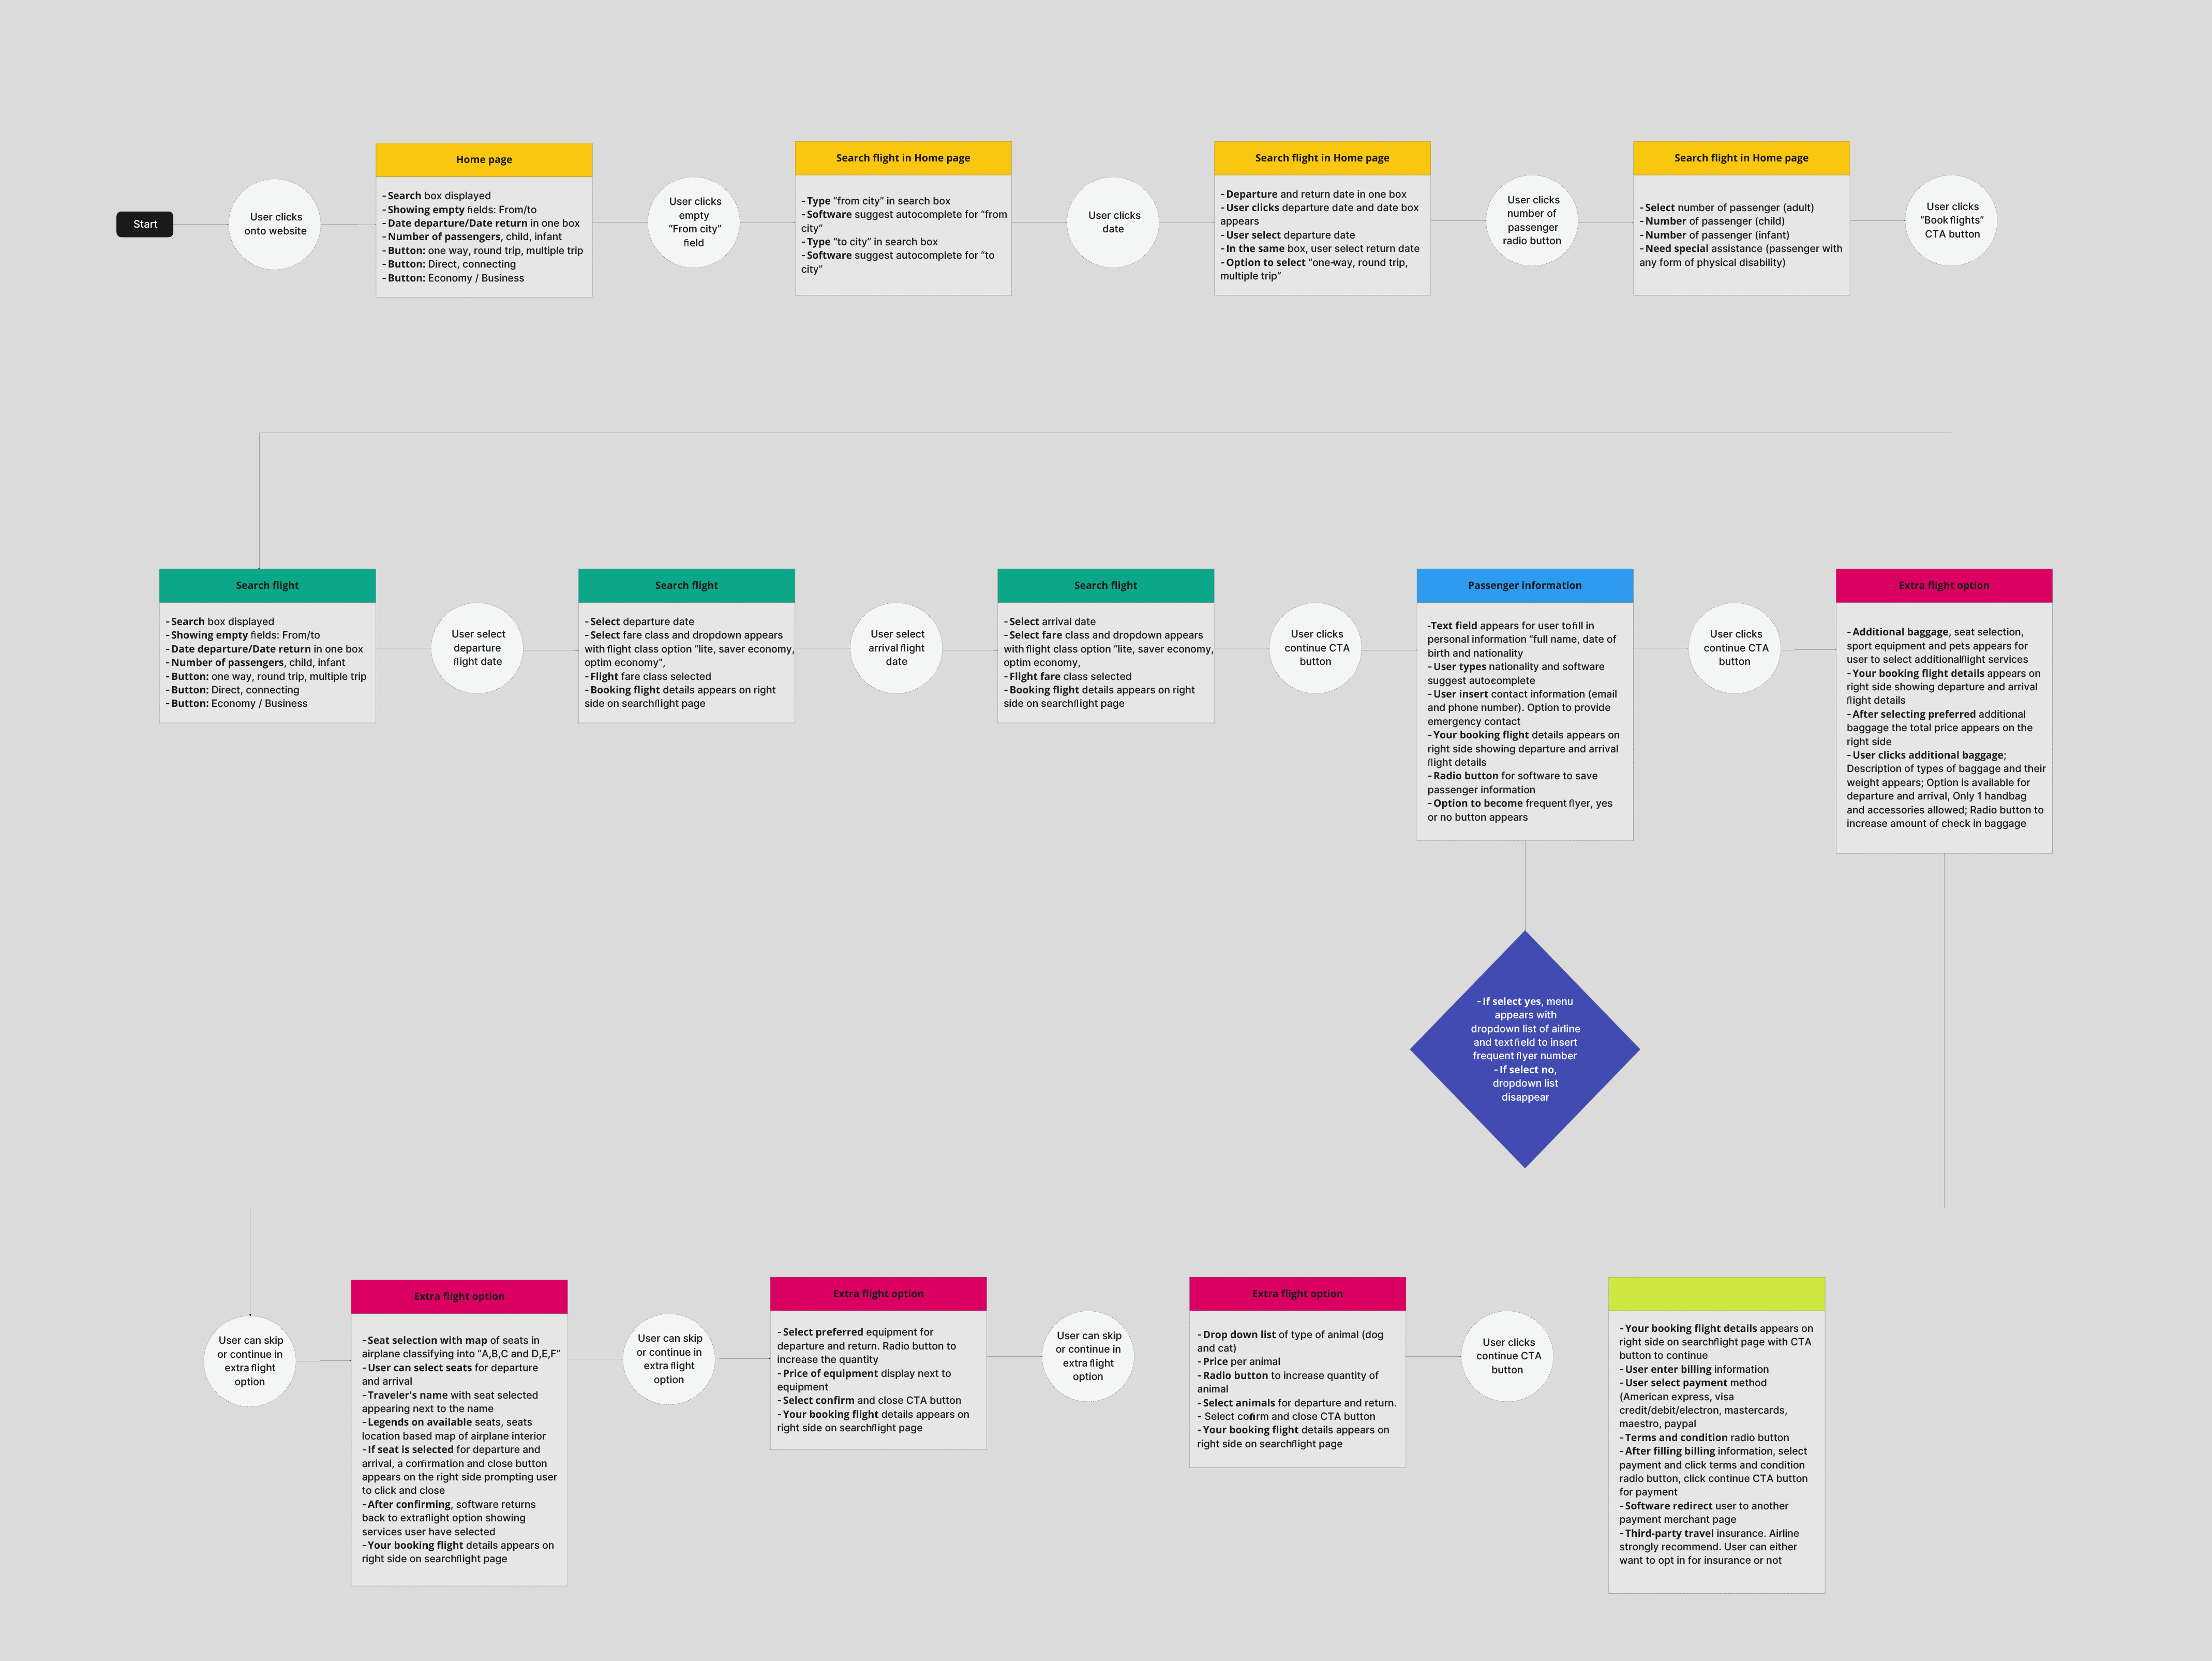 Start
User clicks
onto website
Home page
- Search box displayed
- Showing empty fields: From/to
- Date departure/Date return in one box
- Number of passengers, child, infant
- Button: one way, round trip, multiple trip
- Button: Direct, connecting
- Button: Economy / Business
User clicks
empty
“From city”
field
Search flight in Home page
- Type “from city” in search box
- Software suggest autocomplete for “from
city”
- Type “to city” in search box
- Software suggest autocomplete for “to
city”
User clicks
date
Search flight in Home page
- Departure and return date in one box
- User clicks departure date and date box
appears
- User select departure date
- In the same box, user select return date
- Option to select “one-way, round trip,
multiple trip”
User clicks
number of
passenger
radio button
Search flight in Home page
- Select number of passenger (adult)
- Number of passenger (child)
- Number of passenger (infant)
- Need special assistance (passenger with
any form of physical disability)
User clicks
“Book flights”
CTA button
Search flight
- Search box displayed
- Showing empty fields: From/to
- Date departure/Date return in one box
- Number of passengers, child, infant
- Button: one way, round trip, multiple trip
- Button: Direct, connecting
- Button: Economy / Business
User select
departure
flight date
Search flight
- Select departure date
- Select fare class and dropdown appears
with flight class option “lite, saver economy,
optim economy”,
- Flight fare class selected
- Booking flight details appears on right
side on search flight page
User select
arrival flight
date
Search flight
- Select arrival date
- Select fare class and dropdown appears
with flight class option “lite, saver economy,
optim economy,
- Flight fare class selected
- Booking flight details appears on right
side on search flight page
User clicks
continue CTA
button
Passenger information
-Text field appears for user to fill in
personal information “full name, date of
birth and nationality
- User types nationality and software
suggest autocomplete
- User insert contact information (email
and phone number). Option to provide
emergency contact
- Your booking flight details appears on
right side showing departure and arrival
flight details
- Radio button for software to save
passenger information
- Option to become frequent flyer, yes
or no button appears
User clicks
continue CTA
button
Extra flight option
- Additional baggage, seat selection,
sport equipment and pets appears for
user to select additional flight services
- Your booking flight details appears on
right side showing departure and arrival
flight details
- After selecting preferred additional
baggage the total price appears on the
right side
- User clicks additional baggage;
Description of types of baggage and their
weight appears; Option is available for
departure and arrival, Only 1 handbag
and accessories allowed; Radio button to
increase amount of check in baggage
- If select yes, menu
appears with
dropdown list of airline
and text field to insert
frequent flyer number
- If select no,
dropdown list
disappear
User can skip
or continue in
extra flight
option
Extra flight option
- Seat selection with map of seats in
airplane classifying into “A,B,C and D,E,F”
- User can select seats for departure
and arrival
- Traveler's name with seat selected
appearing next to the name
- Legends on available seats, seats
location based map of airplane interior
- If seat is selected for departure and
arrival, a confirmation and close button
appears on the right side prompting user
to click and close
- After confirming, software returns
back to extra flight option showing
services user have selected
- Your booking flight details appears on
right side on search flight page
User can skip
or continue in
extra flight
option
Extra flight option
- Select preferred equipment for
departure and return. Radio button to
increase the quantity
- Price of equipment display next to
equipment
- Select confirm and close CTA button
- Your booking flight details appears on
right side on search flight page
User can skip
or continue in
extra flight
option
Extra flight option
- Drop down list of type of animal (dog
and cat)
- Price per animal
- Radio button to increase quantity of
animal
- Select animals for departure and return.
- Select confirm and close CTA button
- Your booking flight details appears on
right side on search flight page
User clicks
continue CTA
button
- Your booking flight details appears on
right side on search flight page with CTA
button to continue
- User enter billing information
- User select payment method
(American express, visa
credit/debit/electron, mastercards,
maestro, paypal
- Terms and condition radio button
- After filling billing information, select
payment and click terms and condition
radio button, click continue CTA button
for payment
- Software redirect user to another
payment merchant page
- Third-party travel insurance. Airline
strongly recommend. User can either
want to opt in for insurance or not